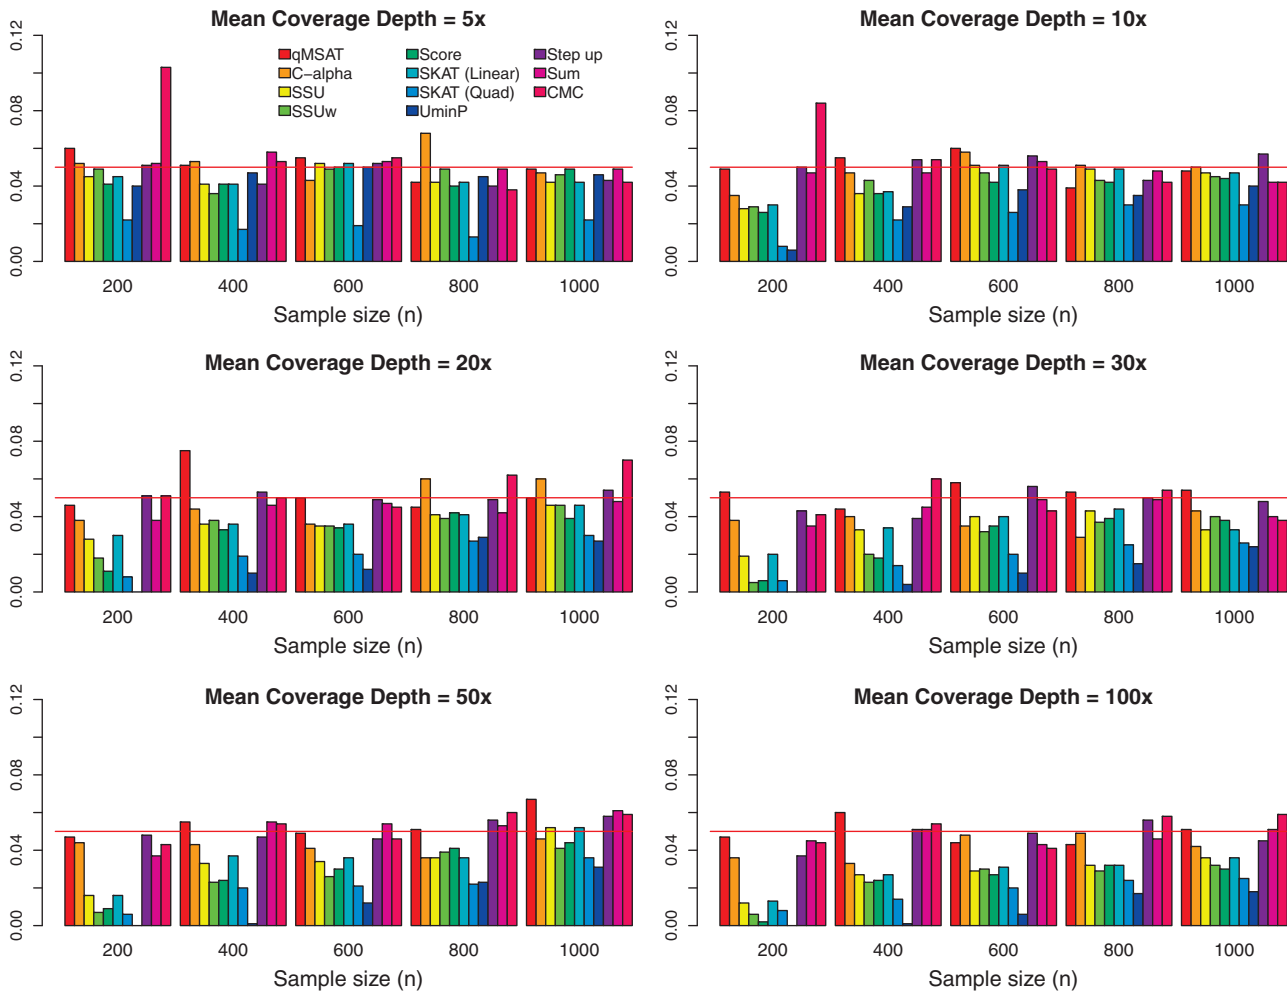 Mean Coverage Depth = 5x
0.12
0.08
0.04
0.00
qMSAT
C−alpha
SSU
SSUw
Score
SKAT (Linear)
SKAT (Quad)
UminP
Step up
Sum
CMC
200 400 600 800 1000
Sample size (n)
Mean Coverage Depth = 10x
0.12
0.08
0.04
0.00
200 400 600 800 1000
Sample size (n)
Mean Coverage Depth = 20x
0.12
0.08
0.04
0.00
200 400 600 800 1000
Sample size (n)
Mean Coverage Depth = 30x
0.12
0.08
0.04
0.00
200 400 600 800 1000
Sample size (n)
Mean Coverage Depth = 50x
0.12
0.08
0.04
0.00
200 400 600 800 1000
Sample size (n)
Mean Coverage Depth = 100x
0.12
0.08
0.04
0.00
200 400 600 800 1000
Sample size (n)